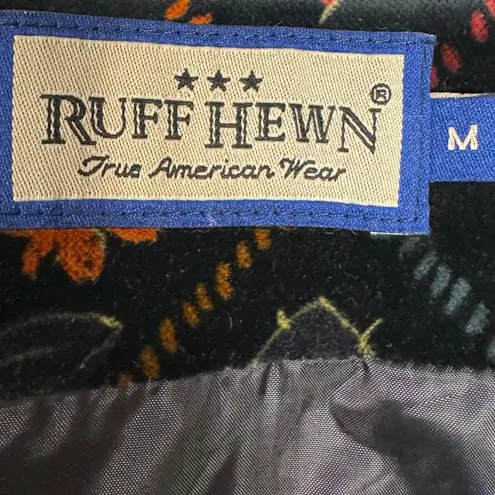 ★★★
RUFF HEWN®
True American Wear
M